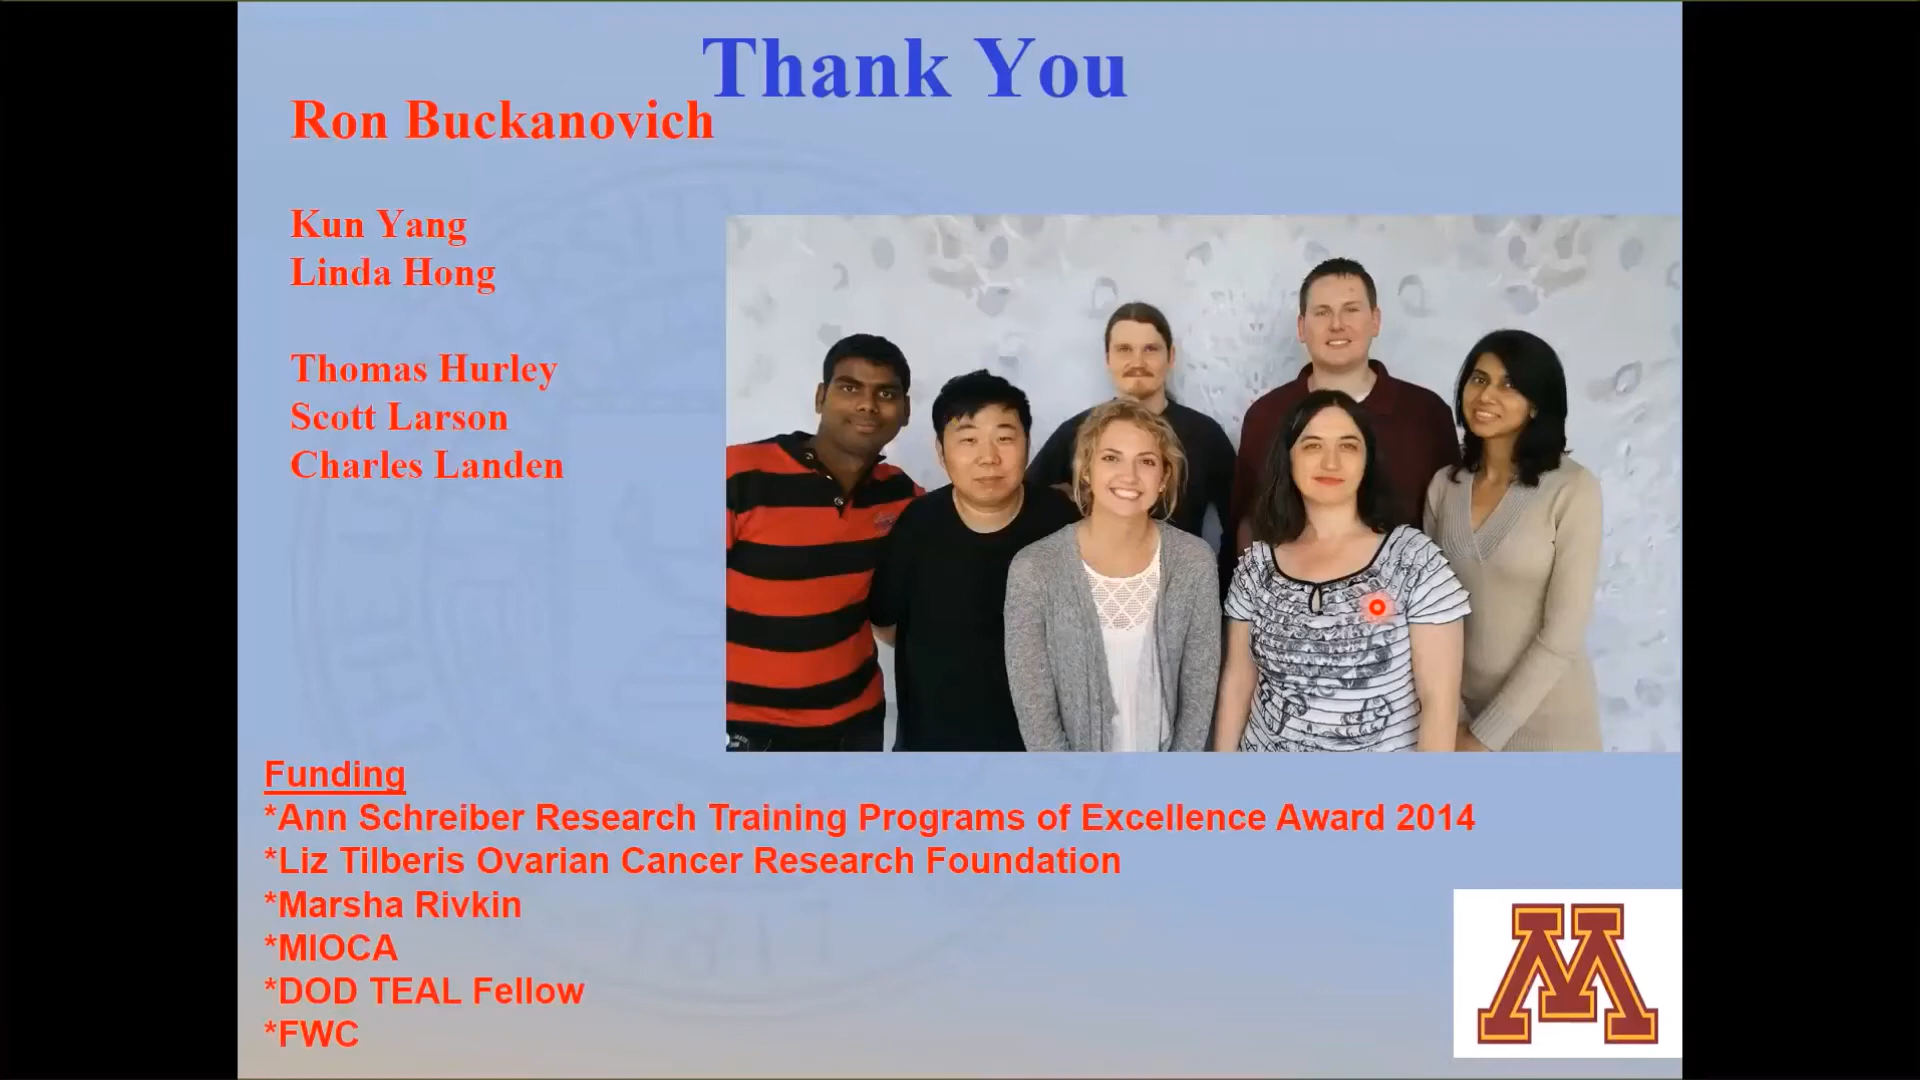 Thank You
Ron Buckanovich
Kun Yang
Linda Hong
Thomas Hurley
Scott Larson
Charles Landen
Funding
*Ann Schreiber Research Training Programs of Excellence Award 2014
*Liz Tilberis Ovarian Cancer Research Foundation
*Marsha Rivkin
*MIOCA
*DOD TEAL Fellow
*FWC
M